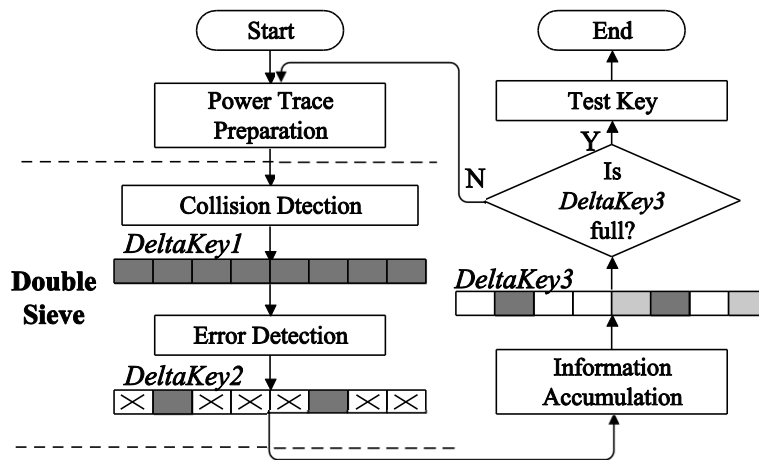 Start
Power Trace
Preparation
Collision Dtection
DeltaKey1
Double
Sieve
Error Detection
DeltaKey2
End
Test Key
Y
N
Is
DeltaKey3
full?
DeltaKey3
Information
Accumulation